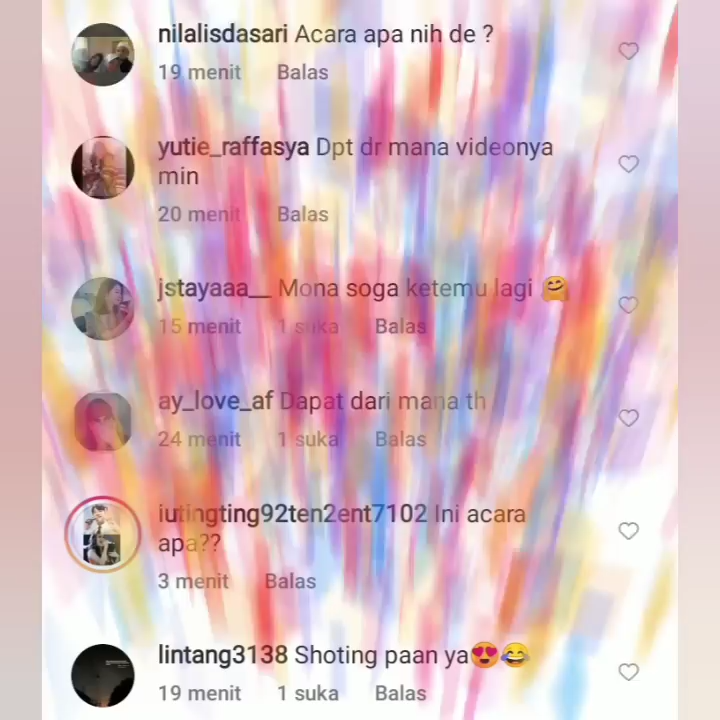 nilalisdasari Acara apa nih de ?
19 menit Balas
yutie_raffasya Dpt dr mana videonya
min
20 menit Balas
jstayaaa__ Mona soga ketemu lagi 🤗
15 menit 1 suka Balas
ay_love_af Dapat dari mana th
24 menit 1 suka Balas
iutingting92ten2ent7102 Ini acara
apa??
3 menit Balas
lintang3138 Shoting paan ya😍😂
19 menit 1 suka Balas